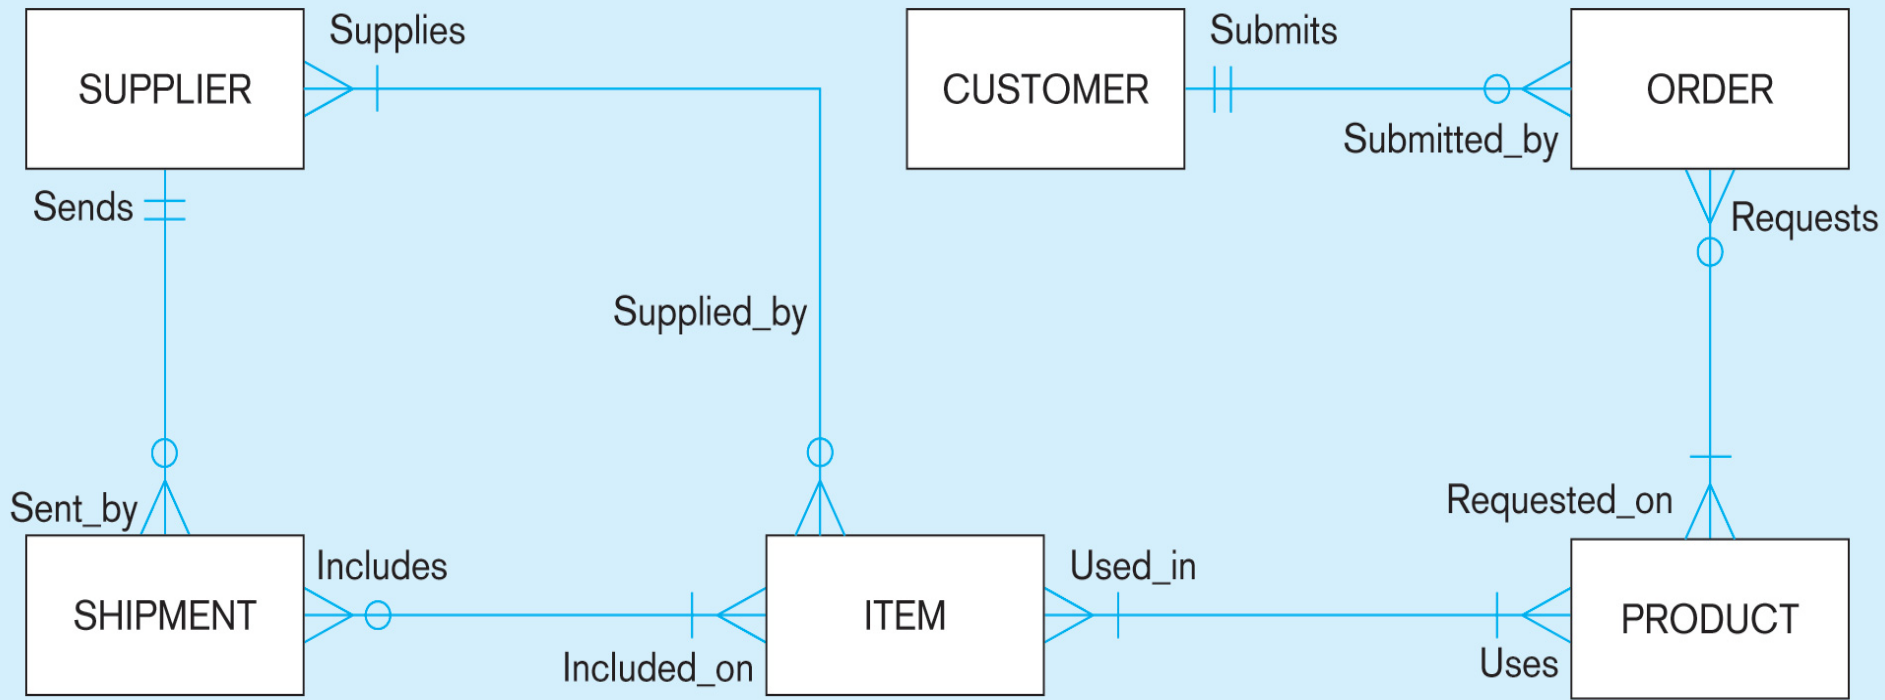 Supplies
Submits
SUPPLIER
CUSTOMER
ORDER
Submitted_by
Sends
Requests
Supplied_by
Sent_by
Requested_on
Includes
Used_in
SHIPMENT
ITEM
PRODUCT
Included_on
Uses